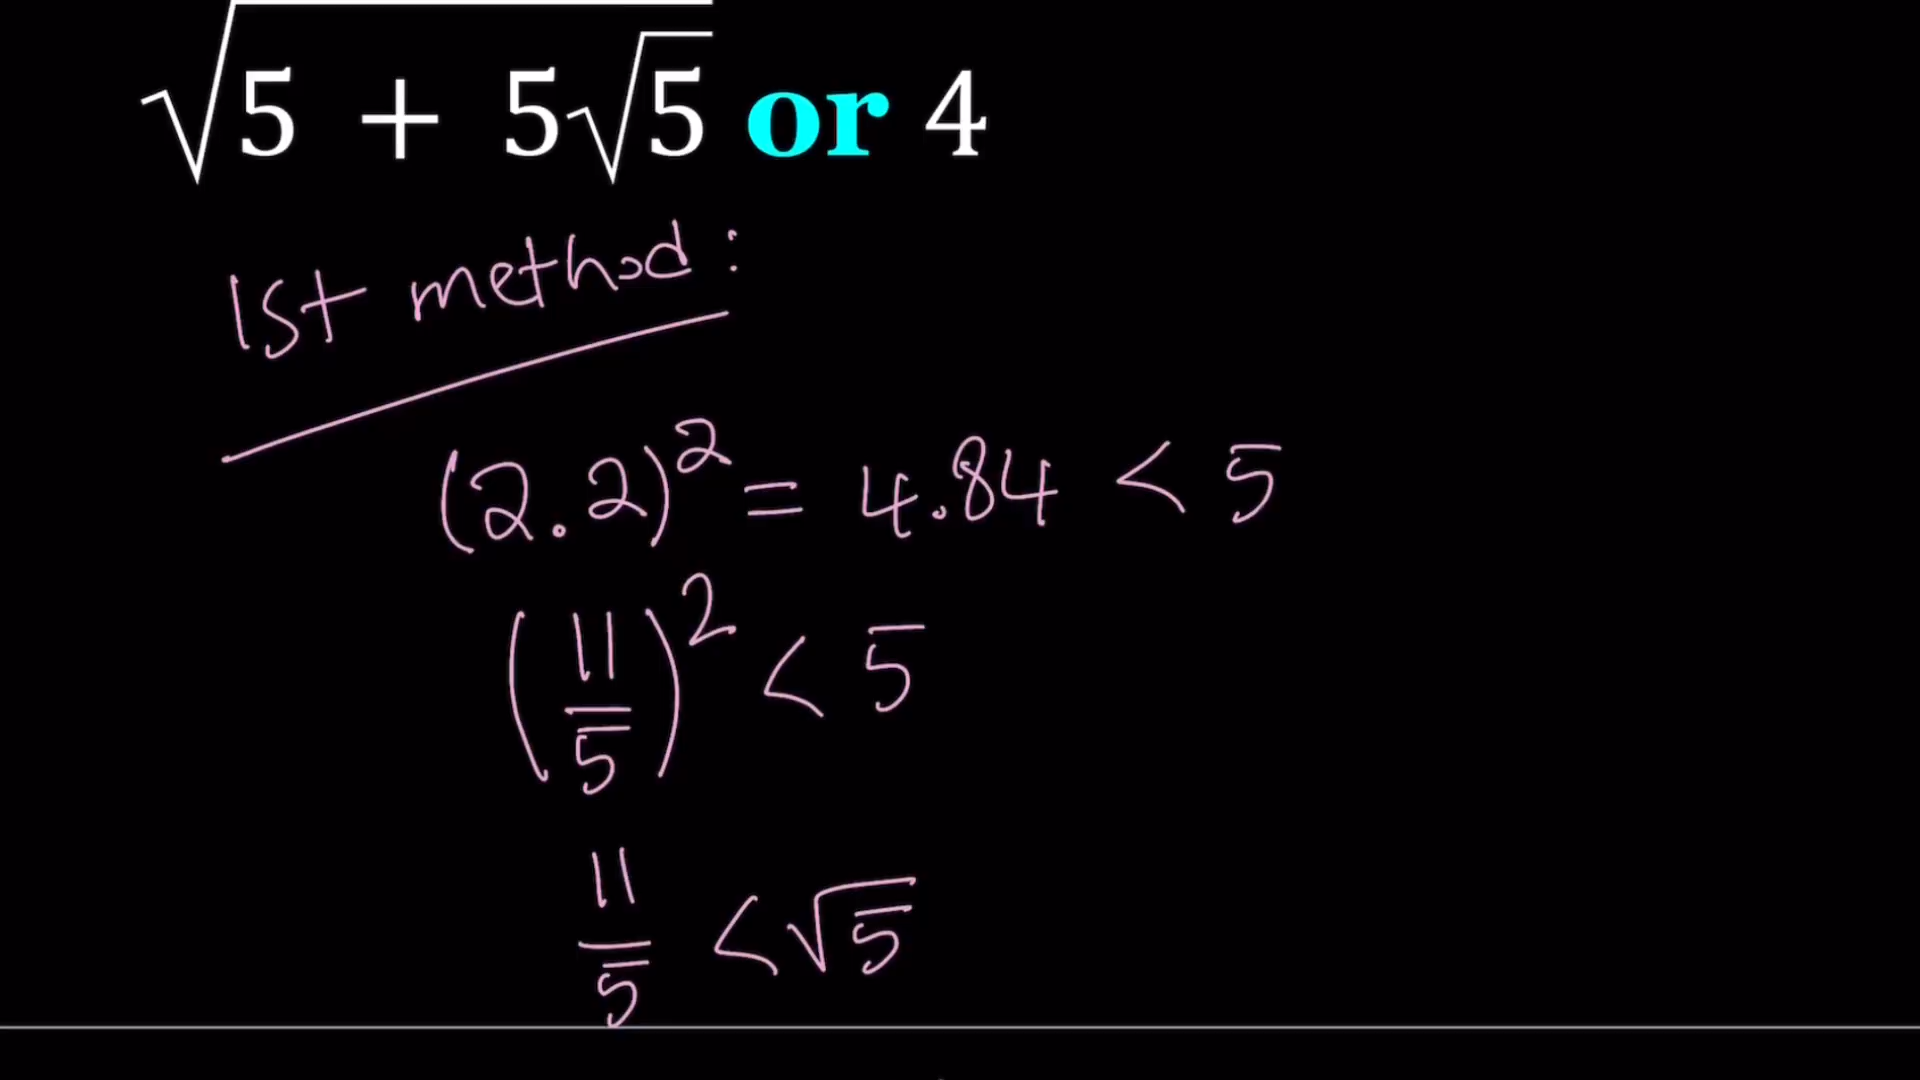 √(5 + 5√5) or 4
1st method:
(2.2)² = 4.84 < 5
(11/5)² < 5
11/5 < √5